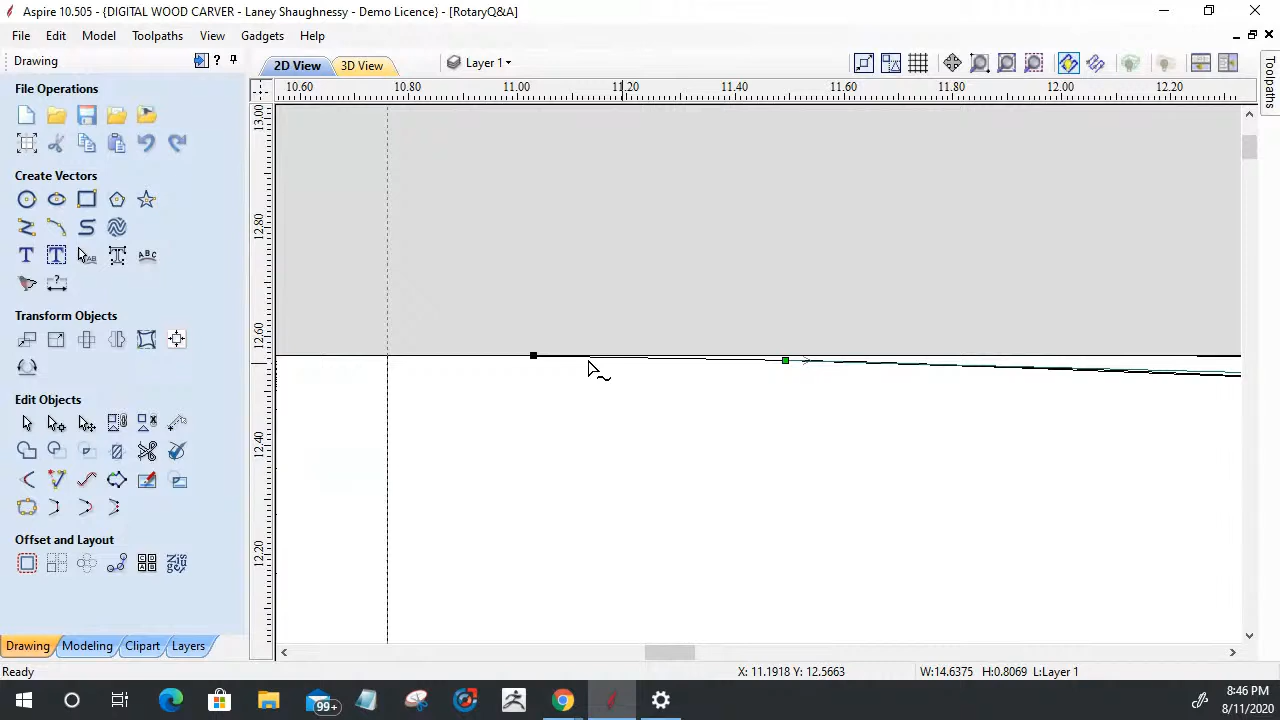 Aspire 10.505 - {DIGITAL WOOD CARVER - Laney Shaughnessy - Demo Licence} - [RotaryQ&A]
File Edit Model Toolpaths View Gadgets Help
Drawing
2D View 3D View Layer 1
File Operations
10.60 10.80 11.00 11.20 11.40 11.60 11.80 12.00 12.20
13.00
12.80
12.60
12.40
12.20
Create Vectors
Transform Objects
Edit Objects
Offset and Layout
Drawing Modeling Clipart Layers
Toolpaths
Ready X: 11.1918 Y: 12.5663 W:14.6375 H:0.8069 L:Layer 1
99+
8:46 PM
8/11/2020